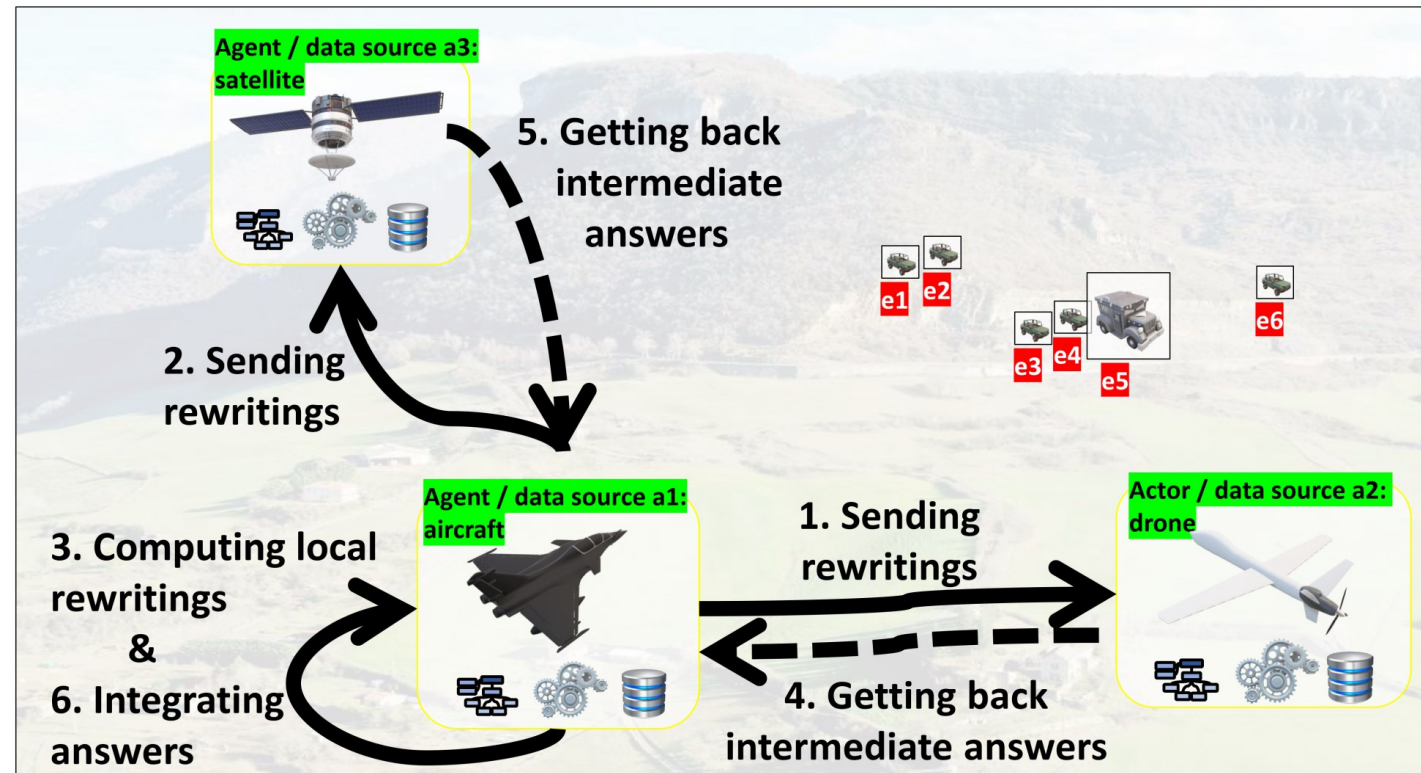 Agent / data source a3:
satellite
5. Getting back
intermediate
answers
e1
e2
e3
e4
e5
e6
2. Sending
rewritings
Agent / data source a1:
aircraft
1. Sending
rewritings
Actor / data source a2:
drone
3. Computing local
rewritings
&
6. Integrating
answers
4. Getting back
intermediate answers